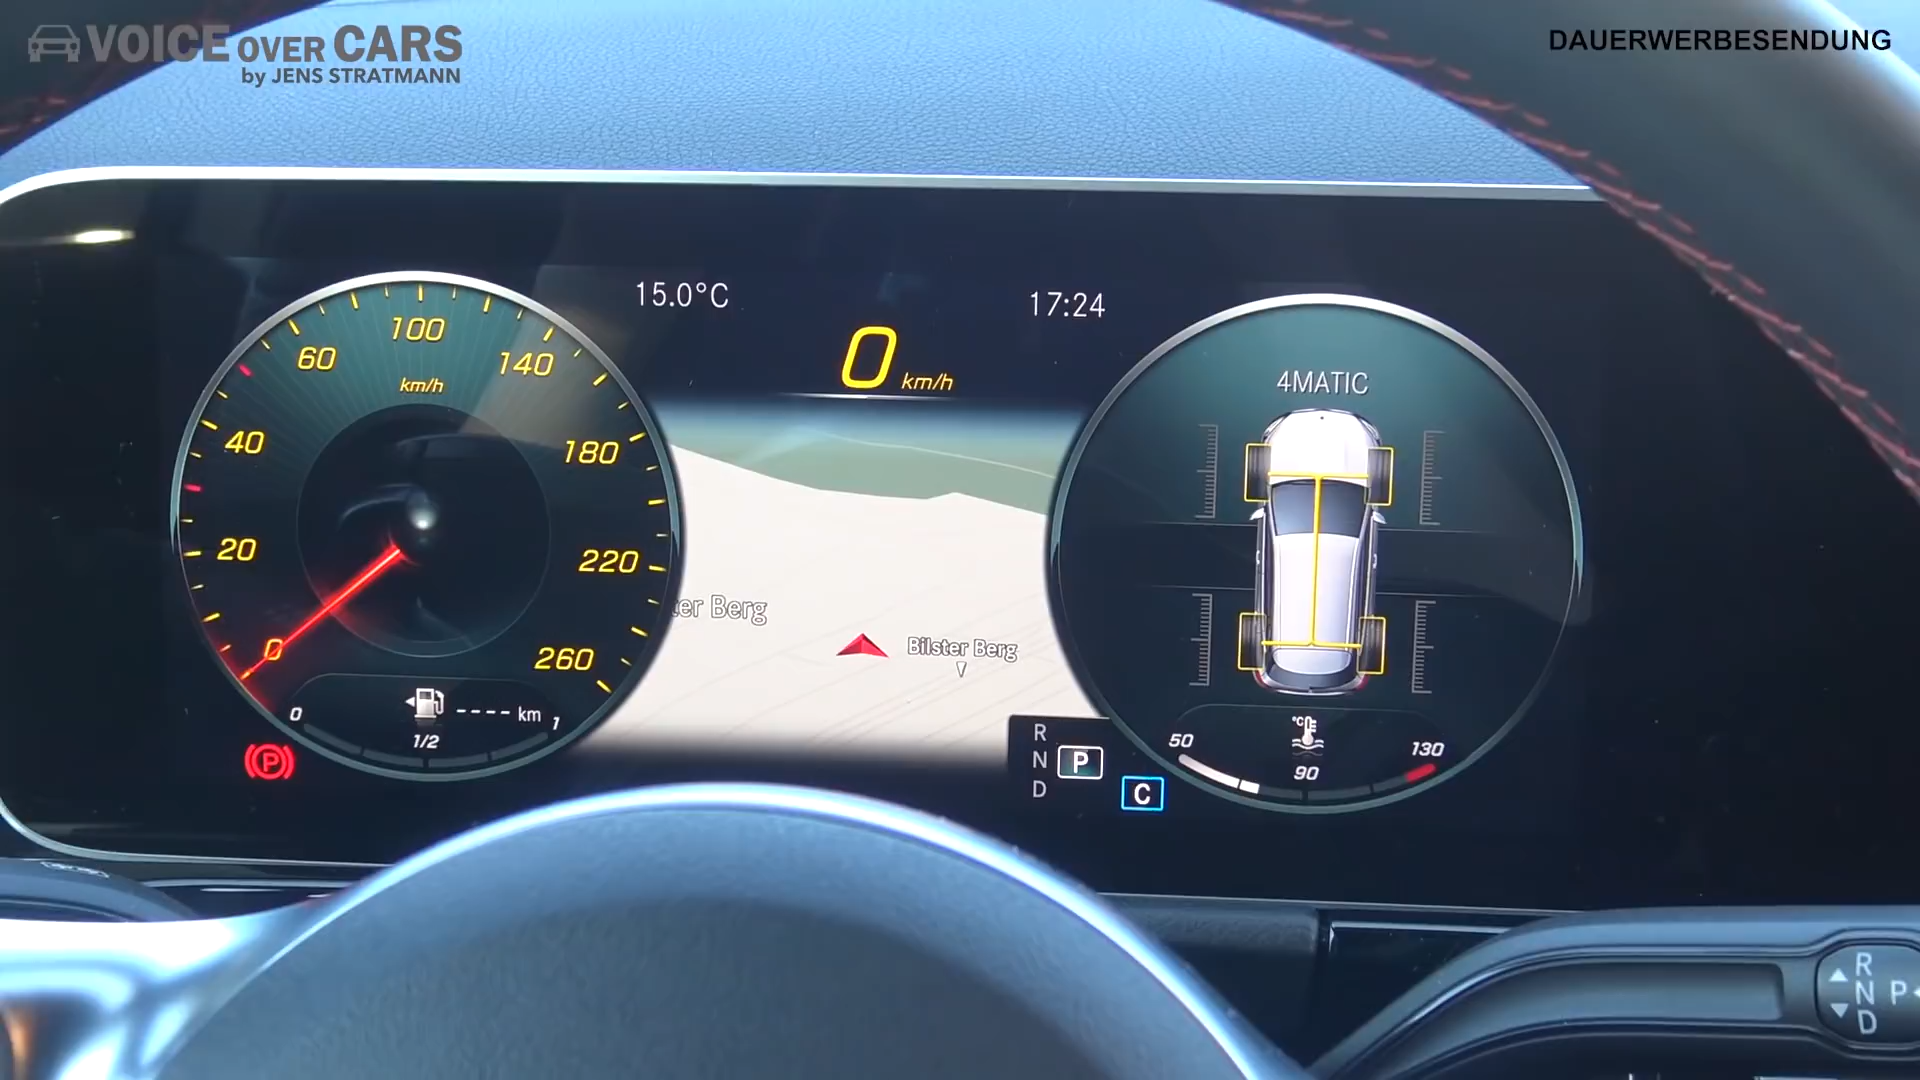 VOICE OVER CARS
by JENS STRATMANN
DAUERWERBESENDUNG
15.0°C
17:24
0 km/h
0
20
40
60
100
140
180
220
260
km/h
0
1/2
1
---- km
P
er Berg
Bilster Berg
R
N
D
P
C
4MATIC
50
°C
90
130
R
N P
D